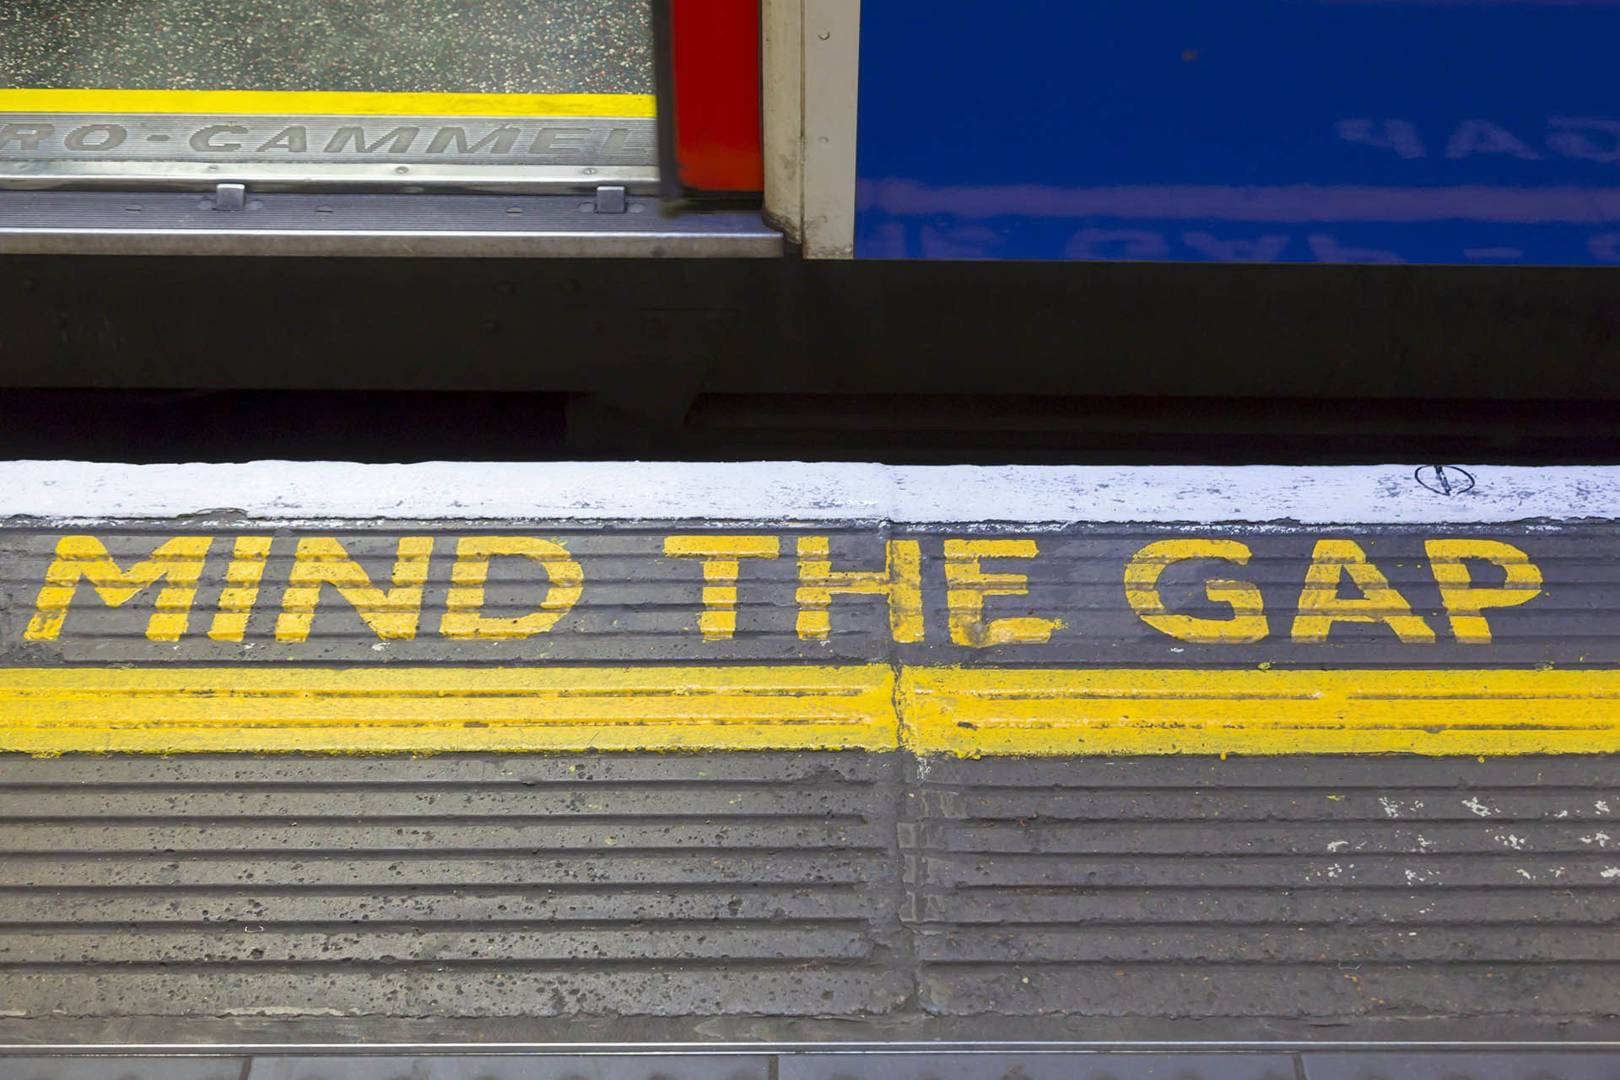 RO-CAMMEL
MIND THE GAP